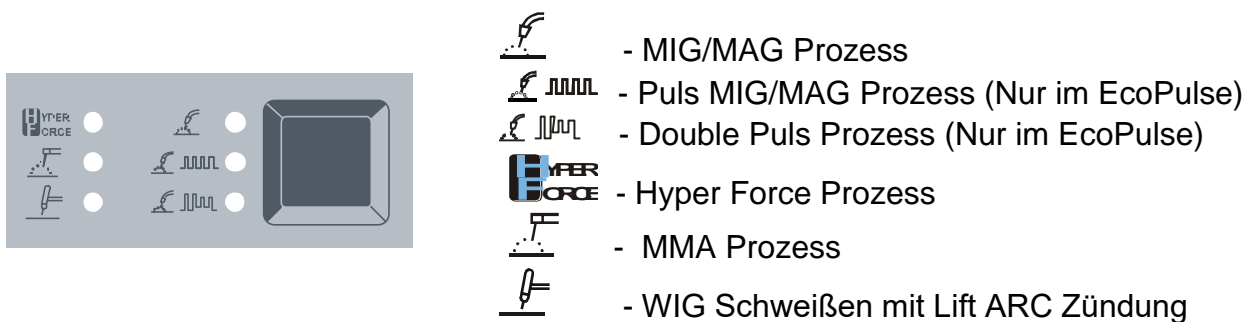 HYPER
FORCE
- MIG/MAG Prozess
- Puls MIG/MAG Prozess (Nur im EcoPulse)
- Double Puls Prozess (Nur im EcoPulse)
HYPER
FORCE
- Hyper Force Prozess
- MMA Prozess
- WIG Schweißen mit Lift ARC Zündung